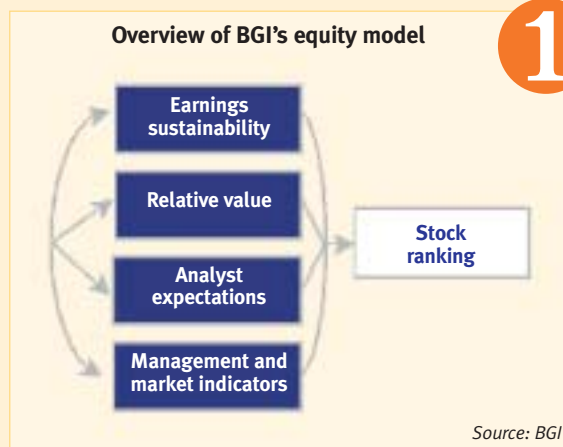 Overview of BGI's equity model
1
Earnings
sustainability
Relative value
Analyst
expectations
Management and
market indicators
Stock
ranking
Source: BGI